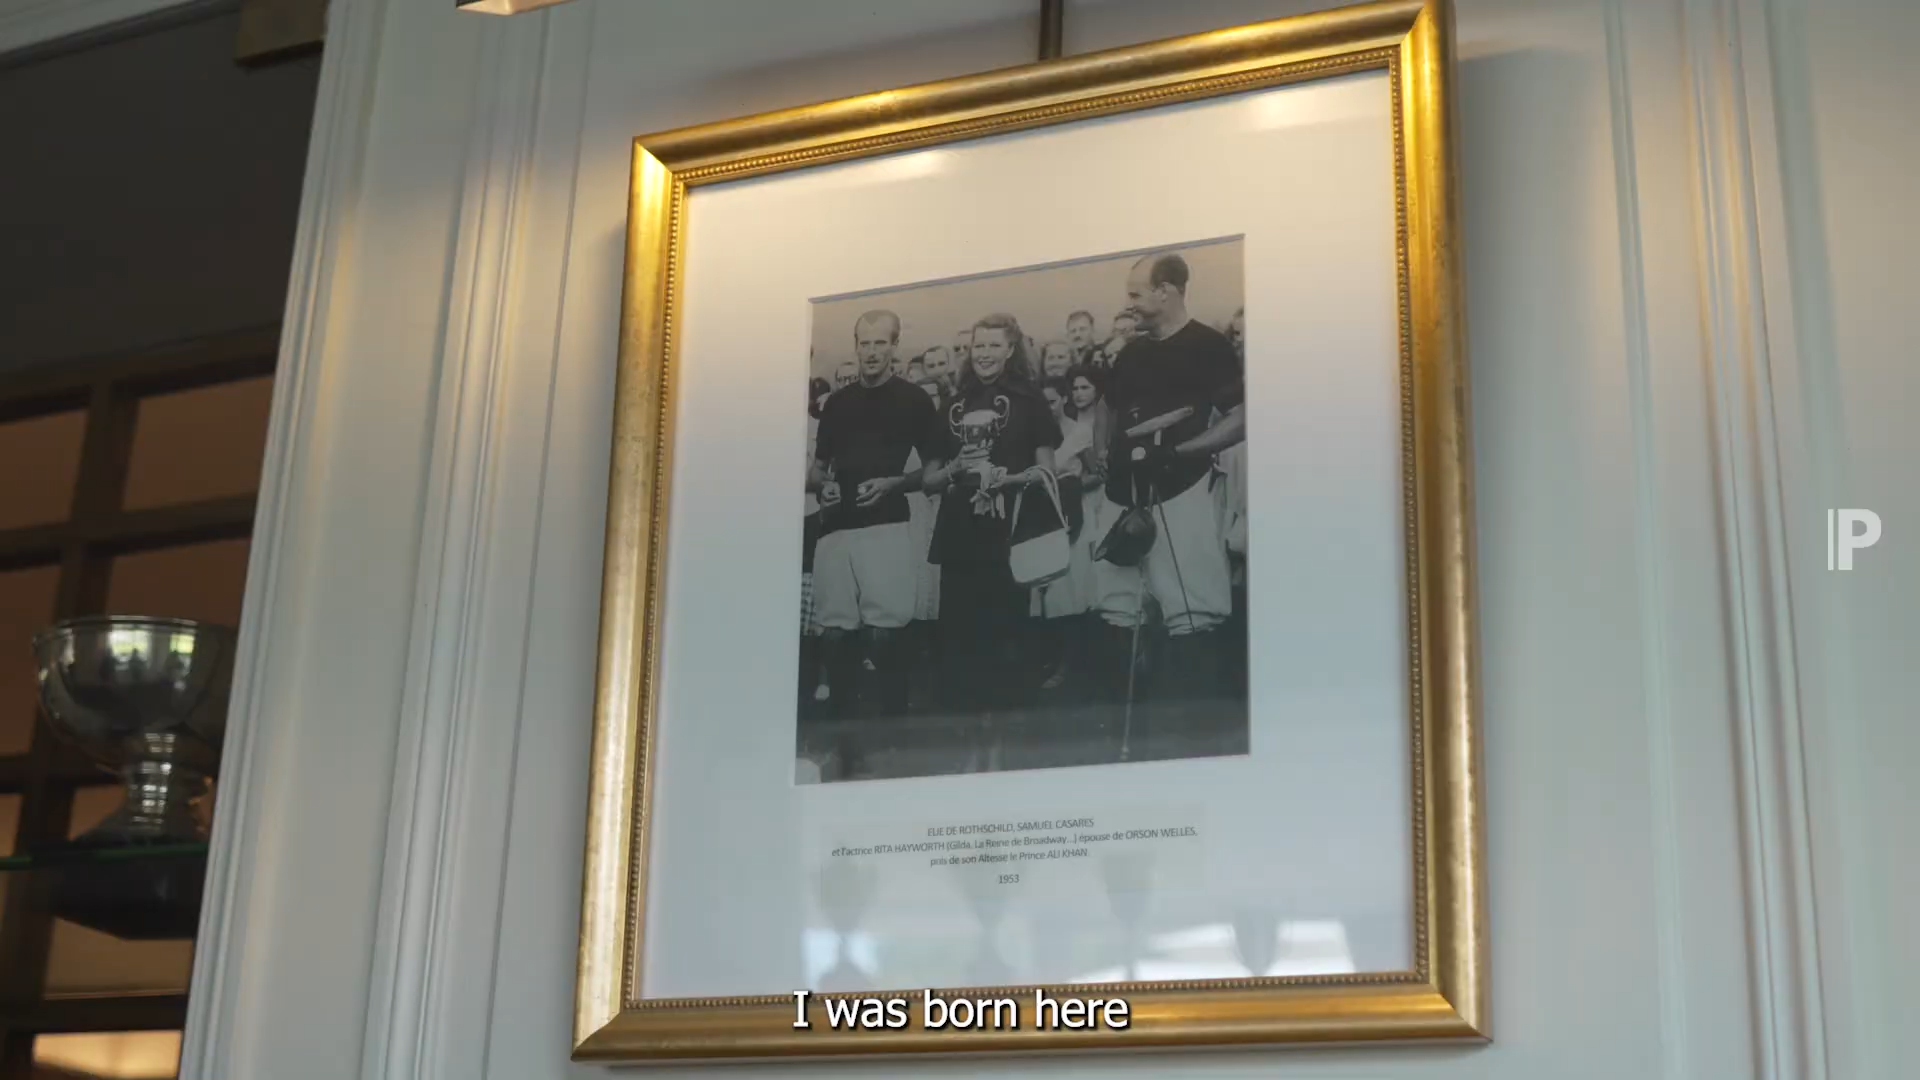 ELIE DE ROTHSCHILD, SAMUEL CASARES
et l'actrice RITA HAYWORTH (Gilda, La Reine de Broadway...) épouse de ORSON WELLES,
puis de son Altesse le Prince ALI KHAN.
1953
P
I was born here